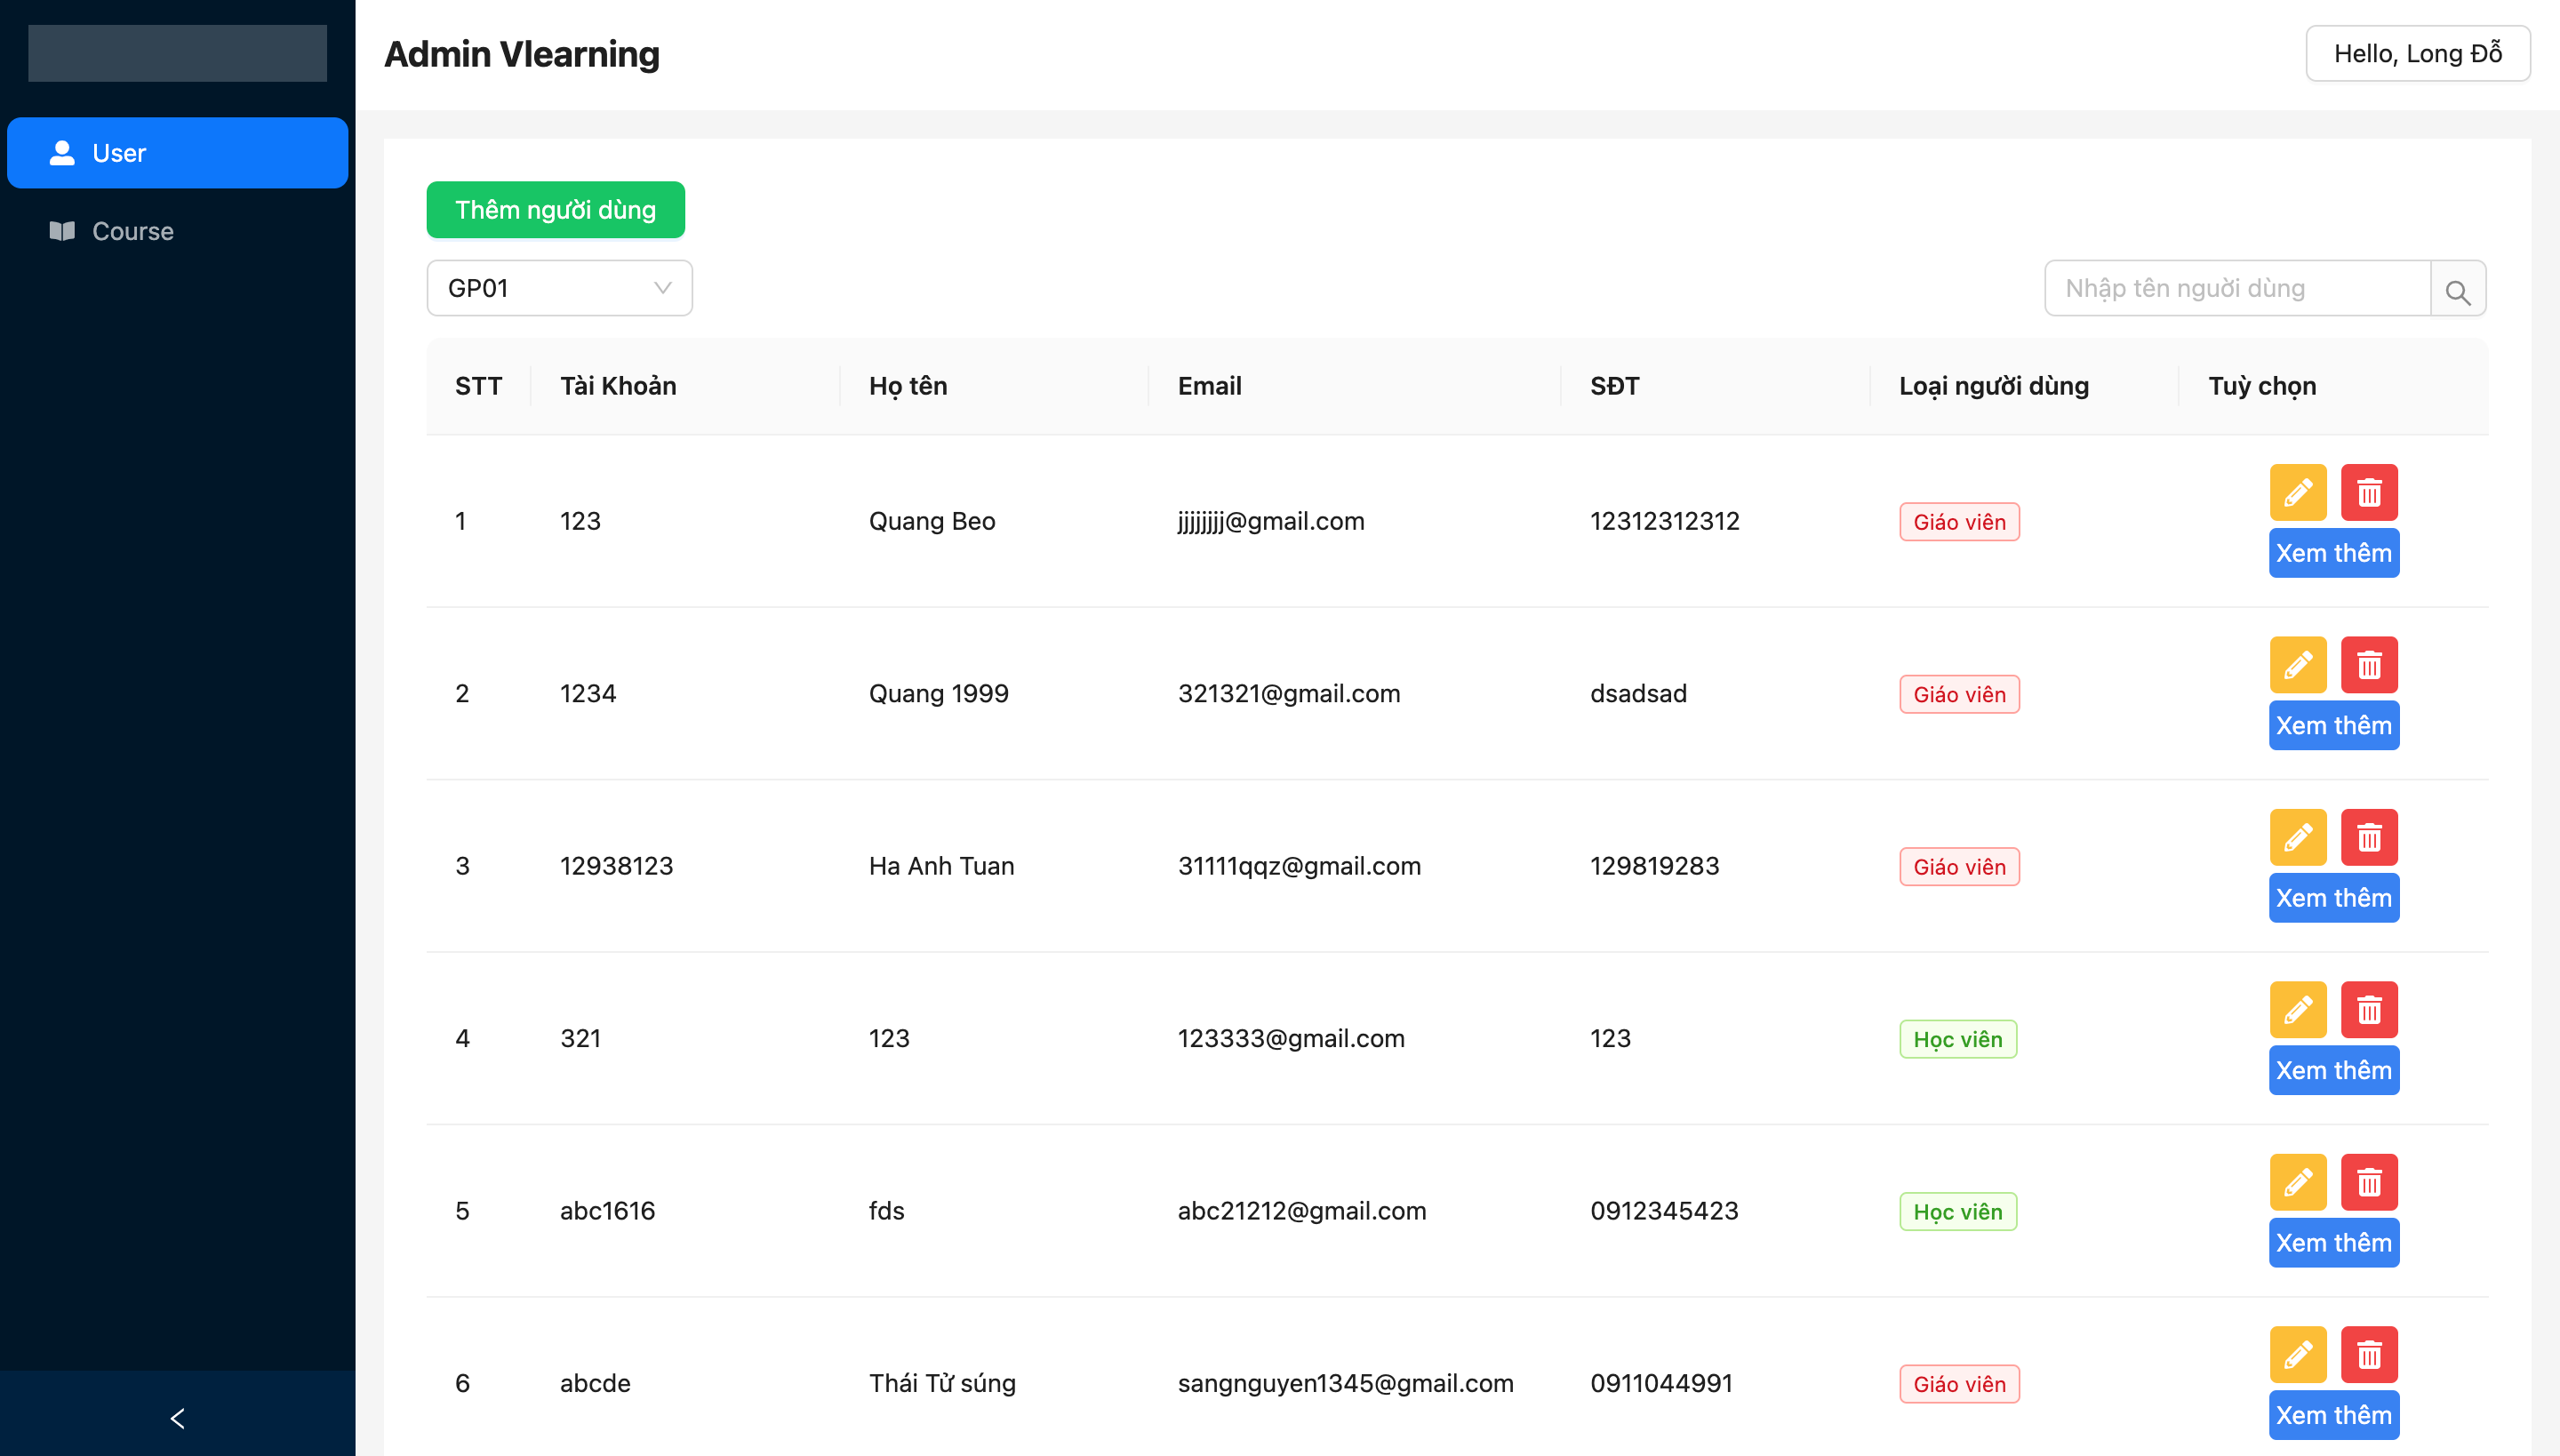 Admin Vlearning
Hello, Long Đỗ
User
Course
Thêm người dùng
GP01
Nhập tên người dùng
STT Tài Khoản Họ tên Email SĐT Loại người dùng Tuỳ chọn
1 123 Quang Beo jjjjjjjj@gmail.com 12312312312 Giáo viên
Xem thêm
2 1234 Quang 1999 321321@gmail.com dsadsad Giáo viên
Xem thêm
3 12938123 Ha Anh Tuan 31111qqz@gmail.com 129819283 Giáo viên
Xem thêm
4 321 123 123333@gmail.com 123 Học viên
Xem thêm
5 abc1616 fds abc21212@gmail.com 0912345423 Học viên
Xem thêm
6 abcde Thái Tử súng sangnguyen1345@gmail.com 0911044991 Giáo viên
Xem thêm